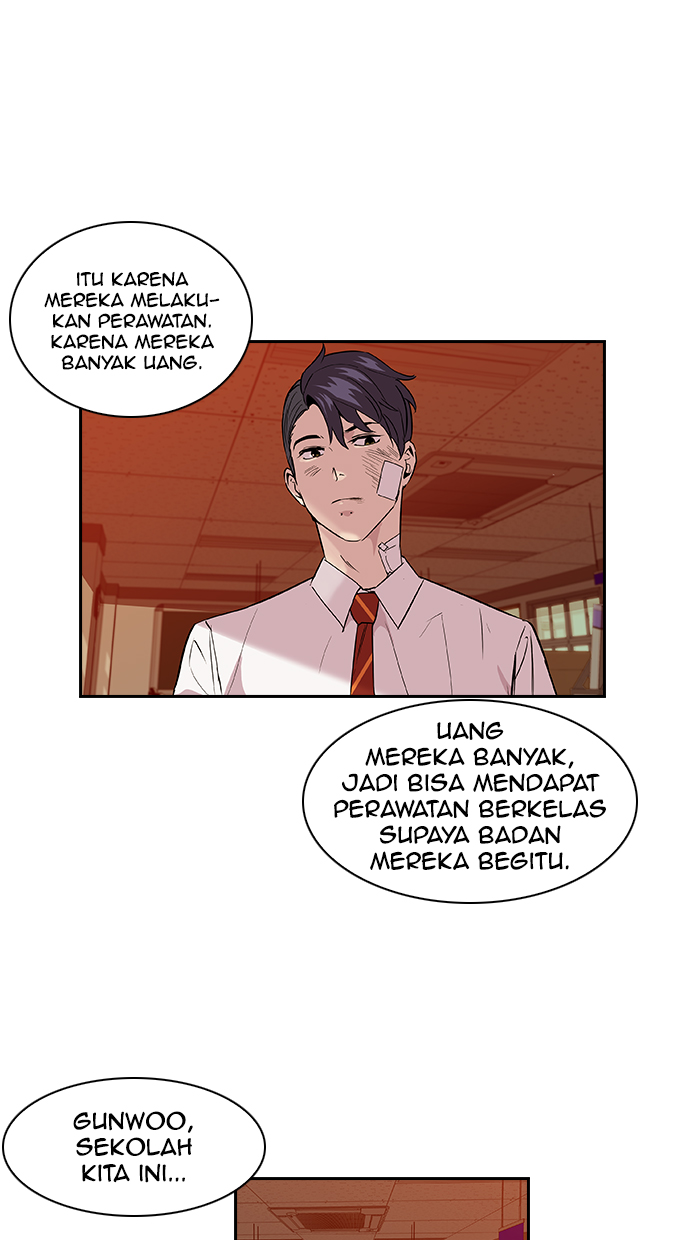 ITU KARENA
MEREKA MELAKU-
KAN PERAWATAN.
KARENA MEREKA
BANYAK UANG.
UANG
MEREKA BANYAK,
JADI BISA MENDAPAT
PERAWATAN BERKELAS
SUPAYA BADAN
MEREKA BEGITU.
GUNWOO,
SEKOLAH
KITA INI...